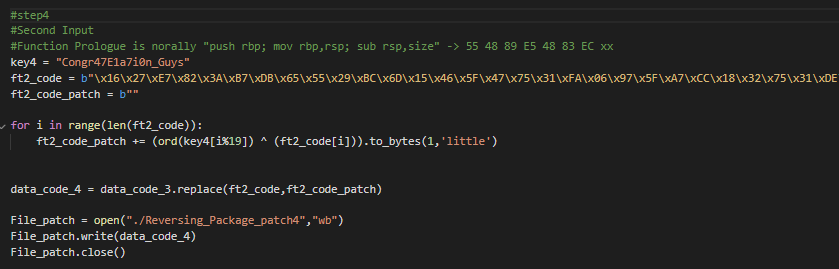 #step4
#Second Input
#Function Prologue is norally "push rbp; mov rbp,rsp; sub rsp,size" -> 55 48 89 E5 48 83 EC xx
key4 = "Congr47E1a7i0n_Guys"
ft2_code = b"\x16\x27\xE7\x82\x3A\xB7\xDB\x65\x55\x29\xBC\x6D\x15\x46\x5F\x47\x75\x31\xFA\x06\x97\x5F\xA7\xCC\x18\x32\x75\x31\xDE
ft2_code_patch = b""
for i in range(len(ft2_code)):
ft2_code_patch += (ord(key4[i%19]) ^ (ft2_code[i])).to_bytes(1,'little')
data_code_4 = data_code_3.replace(ft2_code,ft2_code_patch)
File_patch = open("./Reversing_Package_patch4","wb")
File_patch.write(data_code_4)
File_patch.close()